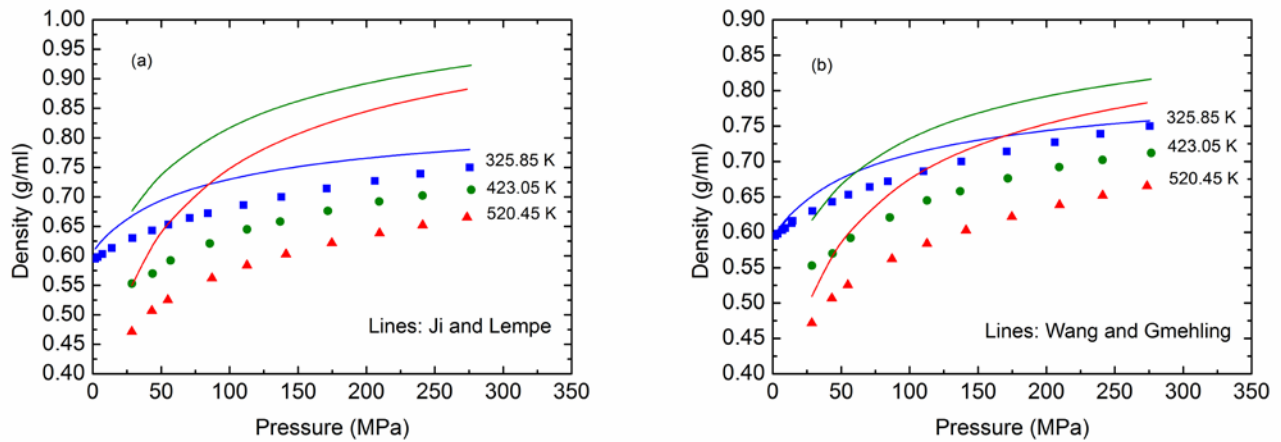 (a)
1.00
0.95
0.90
0.85
0.80
0.75
0.70
0.65
0.60
0.55
0.50
0.45
0.40
Density (g/ml)
325.85 K
423.05 K
520.45 K
Lines: Ji and Lempe
0 50 100 150 200 250 300 350
Pressure (MPa)
(b)
0.90
0.85
0.80
0.75
0.70
0.65
0.60
0.55
0.50
0.45
0.40
Density (g/ml)
325.85 K
423.05 K
520.45 K
Lines: Wang and Gmehling
0 50 100 150 200 250 300 350
Pressure (MPa)